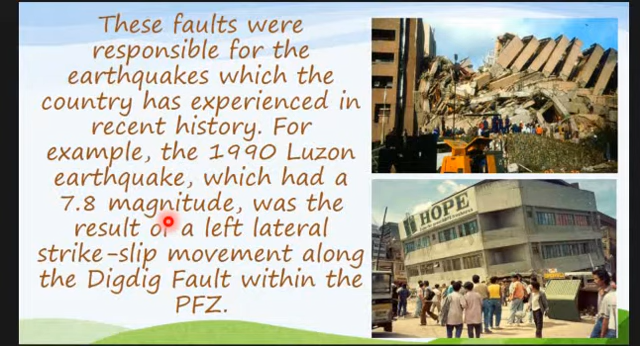 These faults were
responsible for the
earthquakes which the
country has experienced in
recent history. For
example, the 1990 Luzon
earthquake, which had a
7.8 magnitude, was the
result of a left lateral
strike-slip movement along
the Digdig Fault within the
PFZ.
HOPE